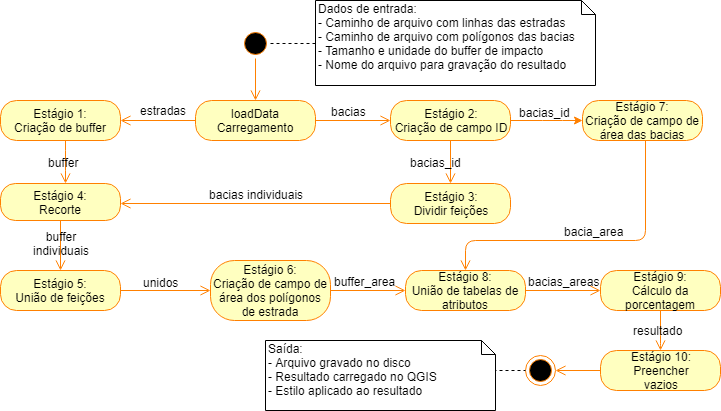 Dados de entrada:
- Caminho de arquivo com linhas das estradas
- Caminho de arquivo com polígonos das bacias
- Tamanho e unidade do buffer de impacto
- Nome do arquivo para gravação do resultado
Estágio 1:
Criação de buffer
estradas
loadData
Carregamento
bacias
Estágio 2:
Criação de campo ID
bacias_id
Estágio 7:
Criação de campo de
área das bacias
buffer
bacias_id
Estágio 4:
Recorte
bacias individuais
Estágio 3:
Dividir feições
buffer
individuais
bacia_area
Estágio 5:
União de feições
unidos
Estágio 6:
Criação de campo de
área dos polígonos
de estrada
buffer_area
Estágio 8:
União de tabelas de
atributos
bacias_areas
Estágio 9:
Cálculo da
porcentagem
resultado
Saída:
- Arquivo gravado no disco
- Resultado carregado no QGIS
- Estilo aplicado ao resultado
Estágio 10:
Preencher
vazios